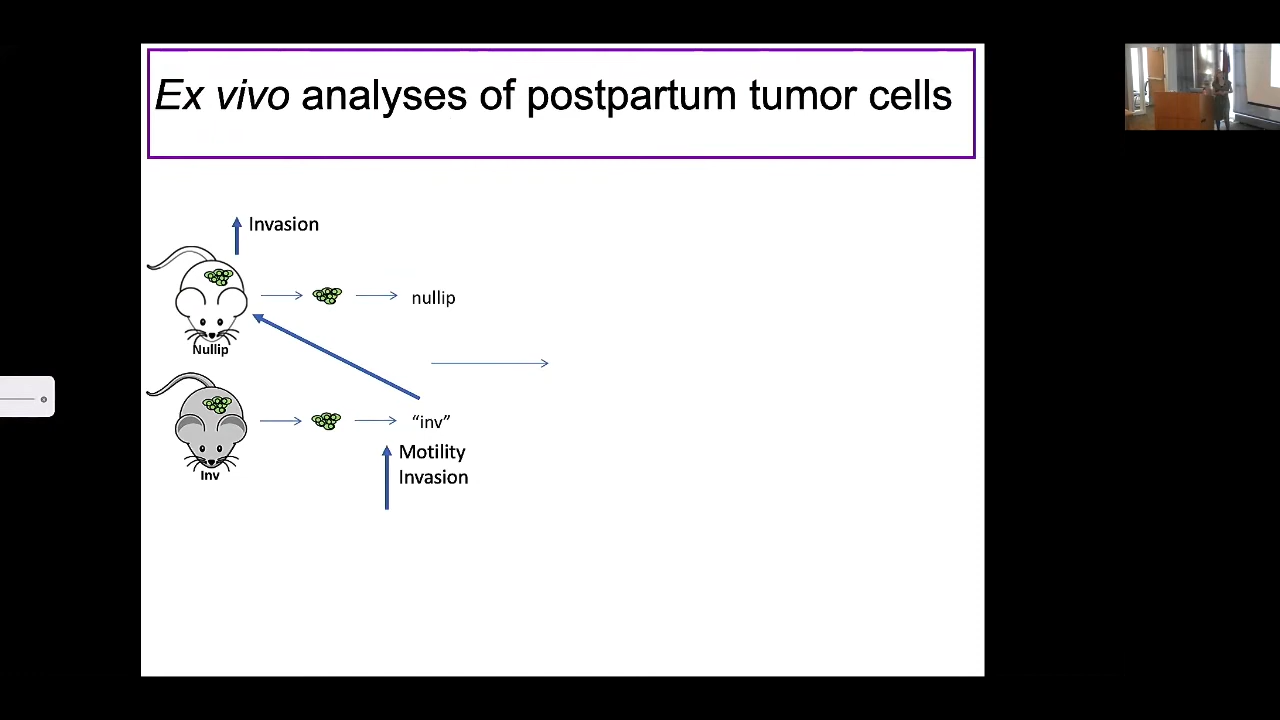 Ex vivo analyses of postpartum tumor cells
Invasion
nullip
Nullip
“inv”
Motility
Invasion
Inv